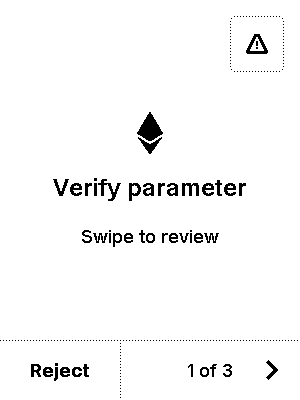 Verify parameter
Swipe to review
Reject
1 of 3